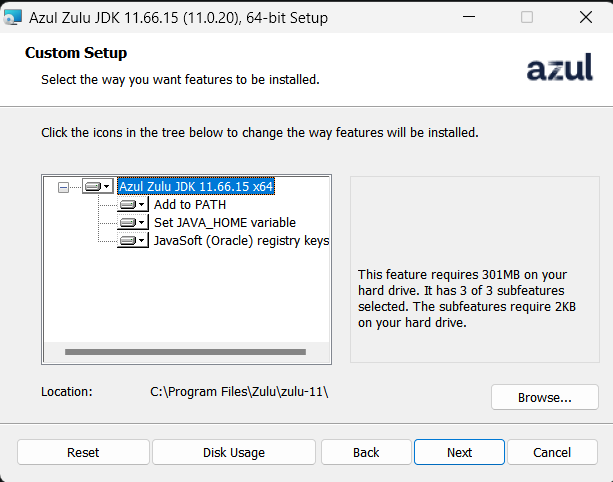 Azul Zulu JDK 11.66.15 (11.0.20), 64-bit Setup
Custom Setup
Select the way you want features to be installed.
azul
Click the icons in the tree below to change the way features will be installed.
Azul Zulu JDK 11.66.15 x64
Add to PATH
Set JAVA_HOME variable
JavaSoft (Oracle) registry keys
This feature requires 301MB on your
hard drive. It has 3 of 3 subfeatures
selected. The subfeatures require 2KB
on your hard drive.
Location: C:\Program Files\Zulu\zulu-11\
Browse...
Reset Disk Usage Back Next Cancel